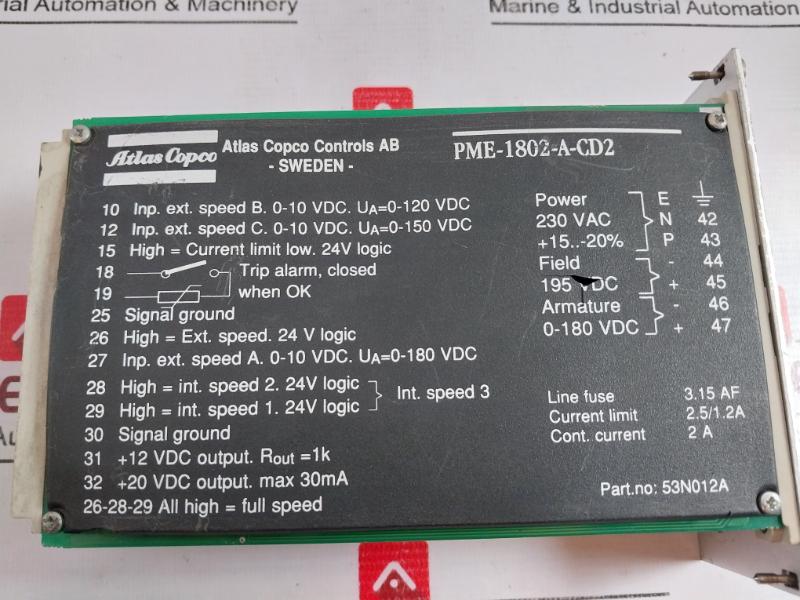 ial Automation & Machinery
Marine & Industrial Automation
Atlas Copco
Atlas Copco Controls AB
- SWEDEN -
PME-1802-A-CD2
10 Inp. ext. speed B. 0-10 VDC. UA=0-120 VDC
12 Inp. ext. speed C. 0-10 VDC. UA=0-150 VDC
15 High = Current limit low. 24V logic
18 Trip alarm, closed
19 when OK
25 Signal ground
26 High = Ext. speed. 24 V logic
27 Inp. ext. speed A. 0-10 VDC. UA=0-180 VDC
28 High = int. speed 2. 24V logic
29 High = int. speed 1. 24V logic
Int. speed 3
30 Signal ground
31 +12 VDC output. ROUT =1k
32 +20 VDC output. max 30mA
26-28-29 All high = full speed
Power E
230 VAC N 42
+15..-20% P 43
Field - 44
195 VDC + 45
Armature - 46
0-180 VDC + 47
Line fuse 3.15 AF
Current limit 2.5/1.2A
Cont. current 2 A
Part.no: 53N012A
Automa